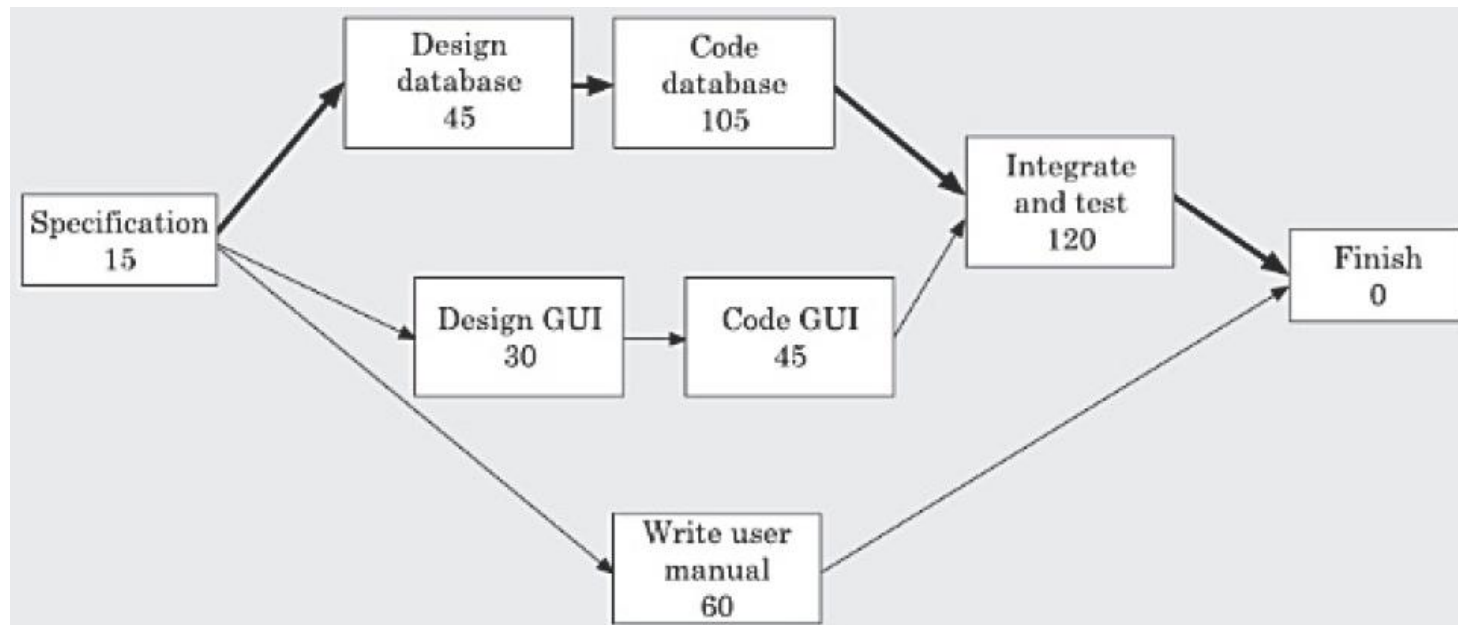 Design
database
45
Code
database
105
Integrate
and test
120
Specification
15
Finish
0
Design GUI
30
Code GUI
45
Write user
manual
60